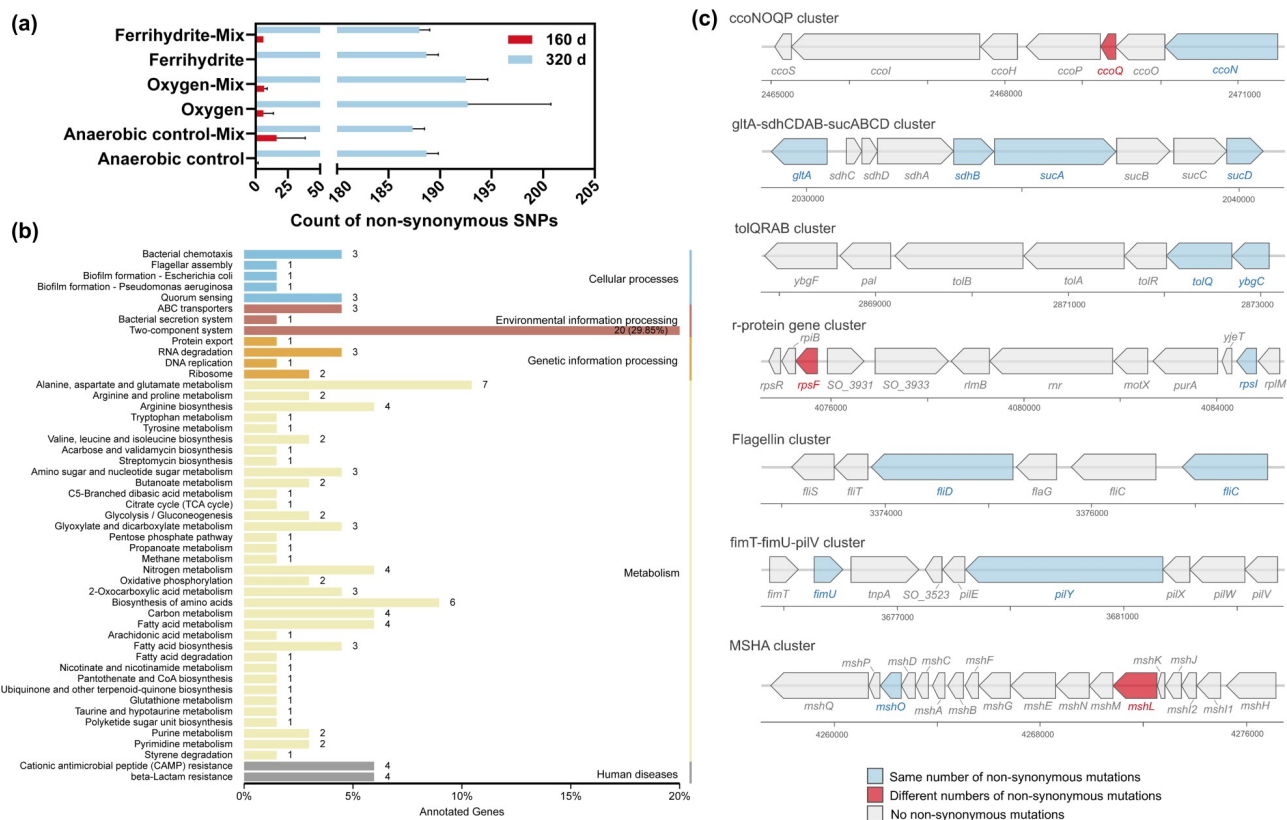 (a)
Ferrihydrite-Mix
Ferrihydrite
Oxygen-Mix
Oxygen
Anaerobic control-Mix
Anaerobic control
160 d
320 d
0 25 50 180 185 190 195 200 205
Count of non-synonymous SNPs
(b)
Bacterial chemotaxis 3
Flagellar assembly 1
Biofilm formation - Escherichia coli 1
Biofilm formation - Pseudomonas aeruginosa 1
Quorum sensing 3
Cellular processes
ABC transporters 3
Bacterial secretion system 1
Two-component system 20 (29.85%)
Environmental information processing
Protein export 1
RNA degradation 3
DNA replication 1
Ribosome 2
Genetic information processing
Alanine, aspartate and glutamate metabolism 7
Arginine and proline metabolism 2
Arginine biosynthesis 4
Tryptophan metabolism 1
Tyrosine metabolism 1
Valine, leucine and isoleucine biosynthesis 2
Acarbose and validamycin biosynthesis 1
Streptomycin biosynthesis 1
Amino sugar and nucleotide sugar metabolism 3
Butanoate metabolism 2
C5-Branched dibasic acid metabolism 1
Citrate cycle (TCA cycle) 1
Glycolysis / Gluconeogenesis 2
Glyoxylate and dicarboxylate metabolism 3
Pentose phosphate pathway 1
Propanoate metabolism 1
Methane metabolism 1
Nitrogen metabolism 4
Oxidative phosphorylation 2
2-Oxocarboxylic acid metabolism 3
Biosynthesis of amino acids 6
Carbon metabolism 4
Fatty acid metabolism 4
Arachidonic acid metabolism 1
Fatty acid biosynthesis 3
Fatty acid degradation 1
Nicotinate and nicotinamide metabolism 1
Pantothenate and CoA biosynthesis 1
Ubiquinone and other terpenoid-quinone biosynthesis 1
Glutathione metabolism 1
Taurine and hypotaurine metabolism 1
Polyketide sugar unit biosynthesis 1
Purine metabolism 2
Pyrimidine metabolism 2
Styrene degradation 1
Metabolism
Cationic antimicrobial peptide (CAMP) resistance 4
beta-Lactam resistance 4
Human diseases
0% 5% 10% 15% 20%
Annotated Genes
(c)
ccoNOQP cluster
ccoS ccoI ccoH ccoP ccoQ ccoO ccoN
2465000 2468000 2471000
gltA-sdhCDAB-sucABCD cluster
gltA sdhC sdhD sdhA sdhB sucA sucB sucC sucD
2030000 2040000
tolQRAB cluster
ybgF pal tolB tolA tolR tolQ ybgC
2869000 2871000 2873000
r-protein gene cluster
rpiB yjeT
rpsR rpsF SO_3931 SO_3933 rlmB rnr motX purA rpsI rplM
4076000 4080000 4084000
Flagellin cluster
fliS fliT fliD flaG fliC fliC
3374000 3376000
fimT-fimU-pilV cluster
fimT fimU tnpA SO_3523 pilE pilY pilX pilW pilV
3677000 3681000
MSHA cluster
mshP mshD mshC mshF mshK mshJ
mshQ mshO mshA mshB mshG mshE mshN mshM mshL mshI2 mshI1 mshH
4260000 4268000 4276000
Same number of non-synonymous mutations
Different numbers of non-synonymous mutations
No non-synonymous mutations